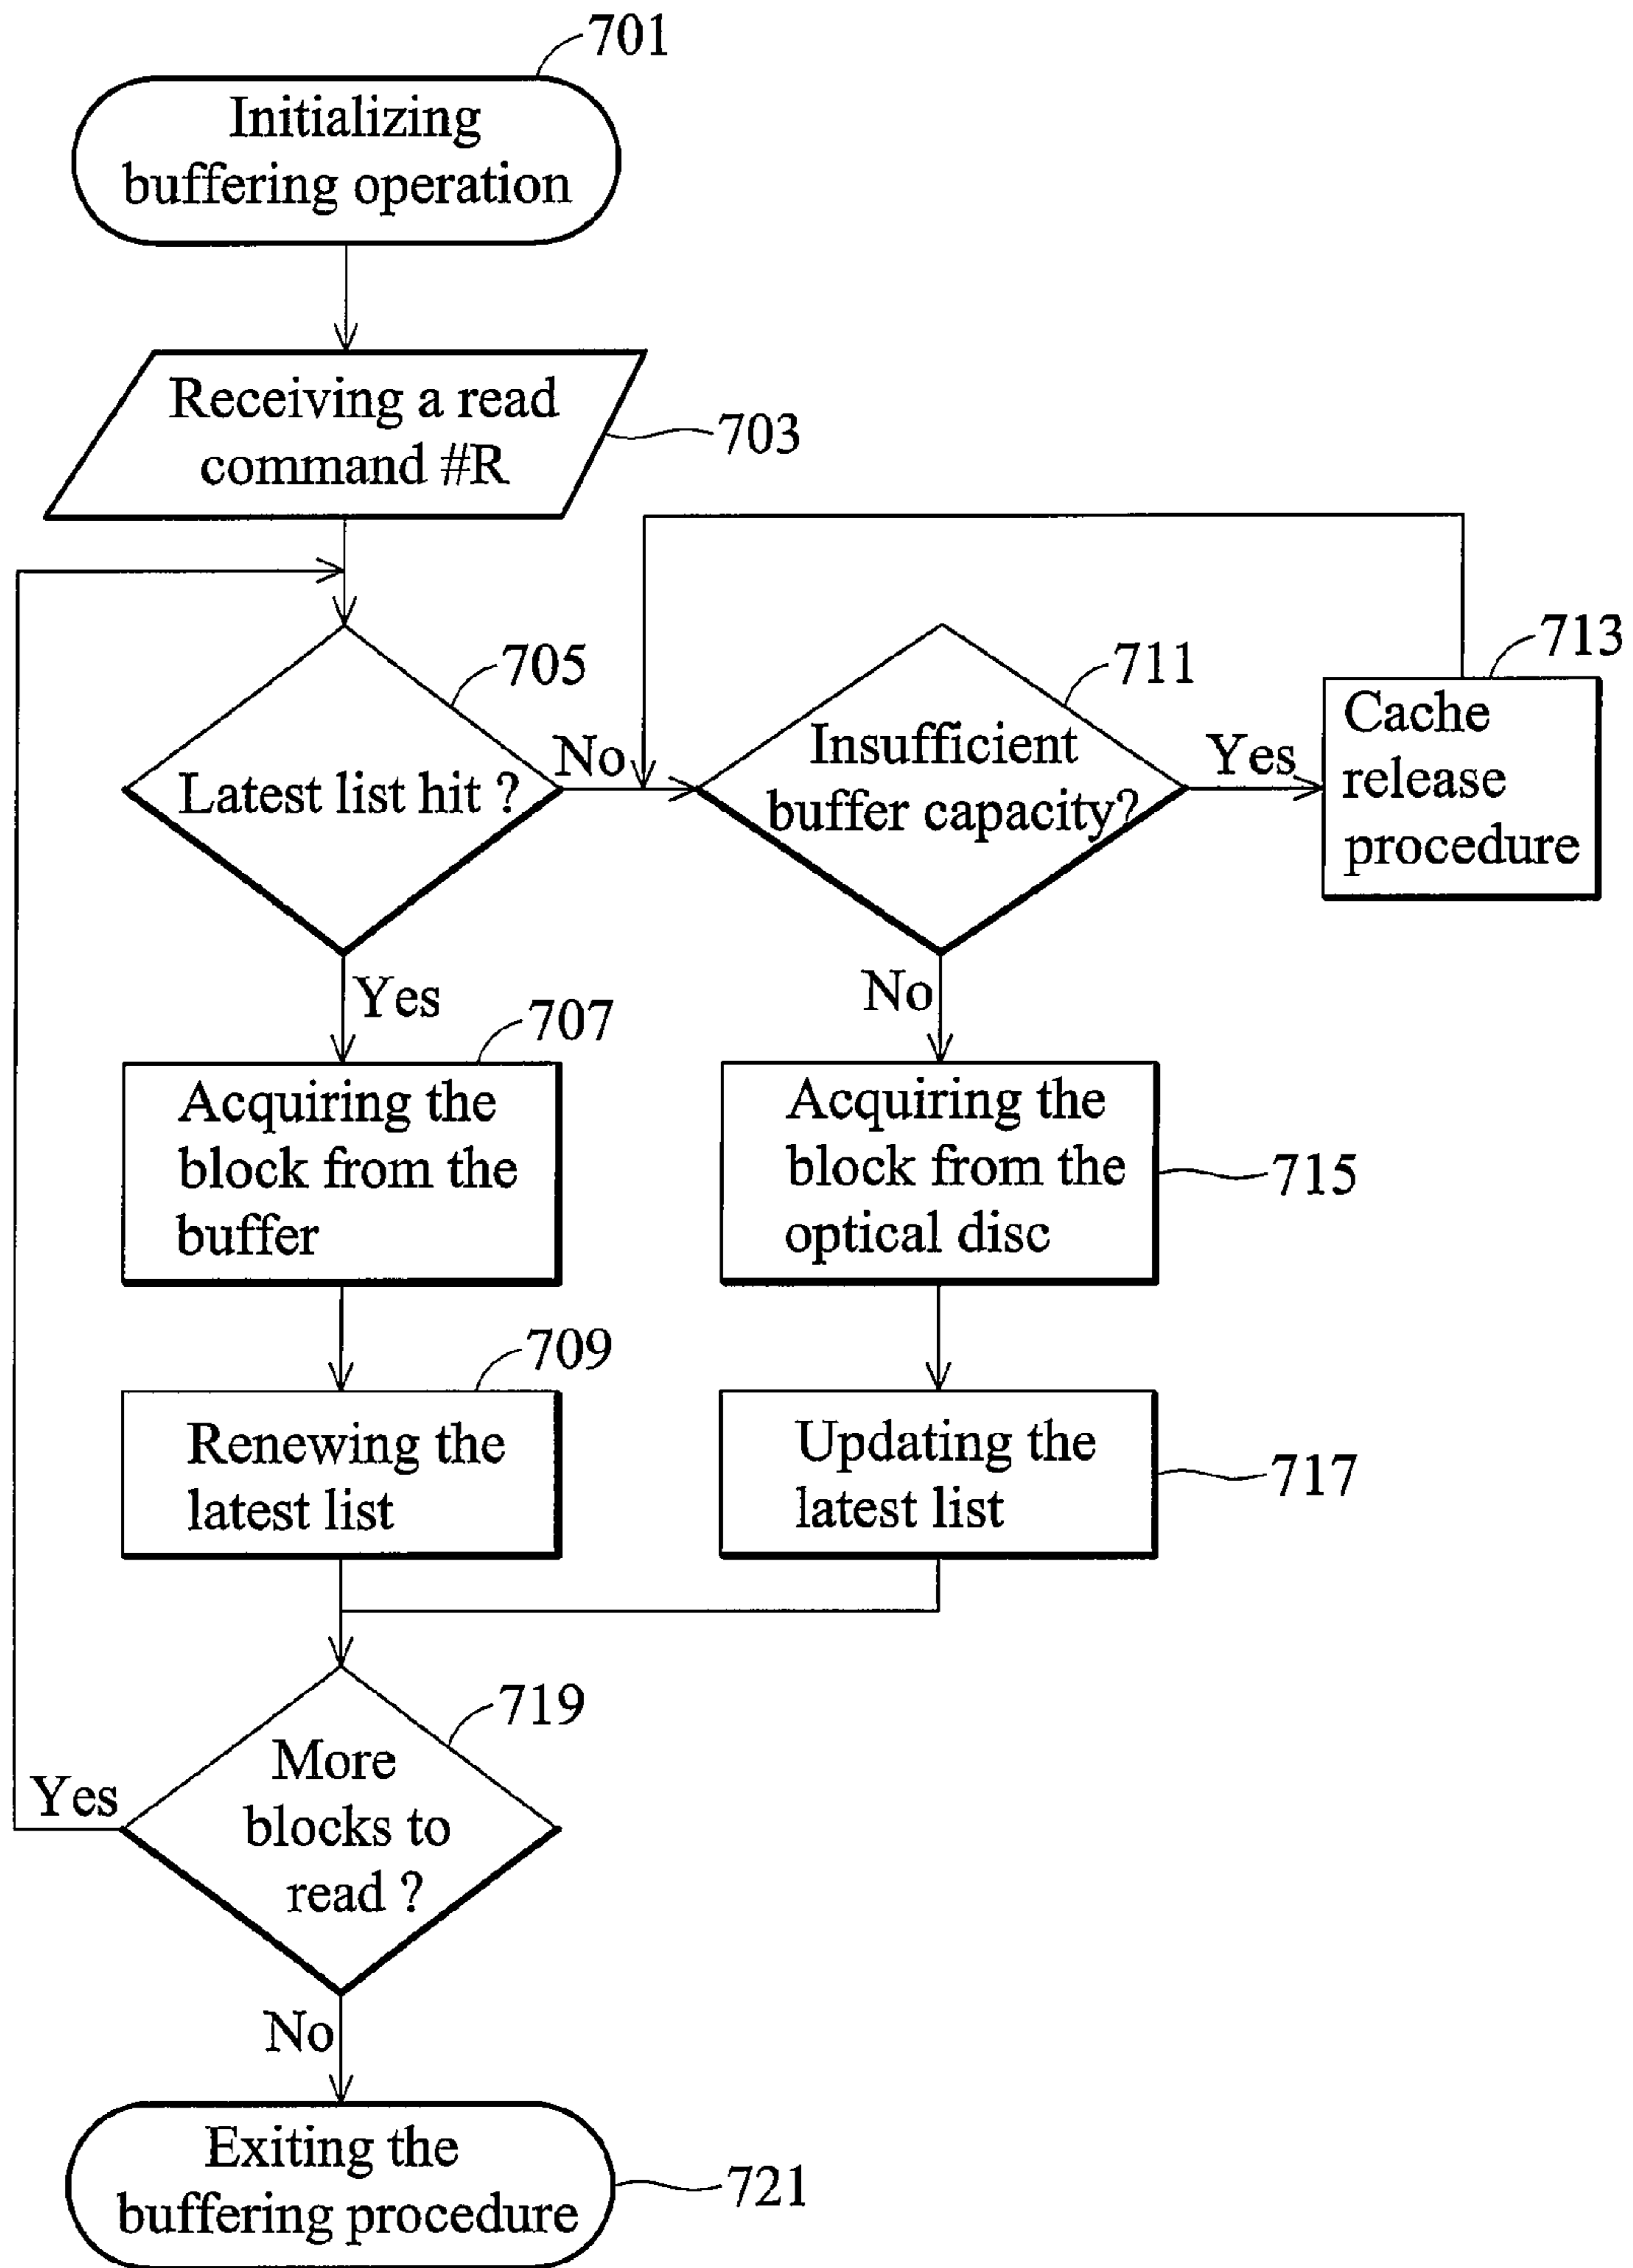 701
Initializing
buffering operation
Receiving a read
command #R
703
705
Latest list hit ?
No
711
Insufficient
buffer capacity?
Yes
713
Cache
release
procedure
Yes
707
Acquiring the
block from the
buffer
No
Acquiring the
block from the
optical disc
715
709
Renewing the
latest list
Updating the
latest list
717
719
More
blocks to
read ?
Yes
No
Exiting the
buffering procedure
721